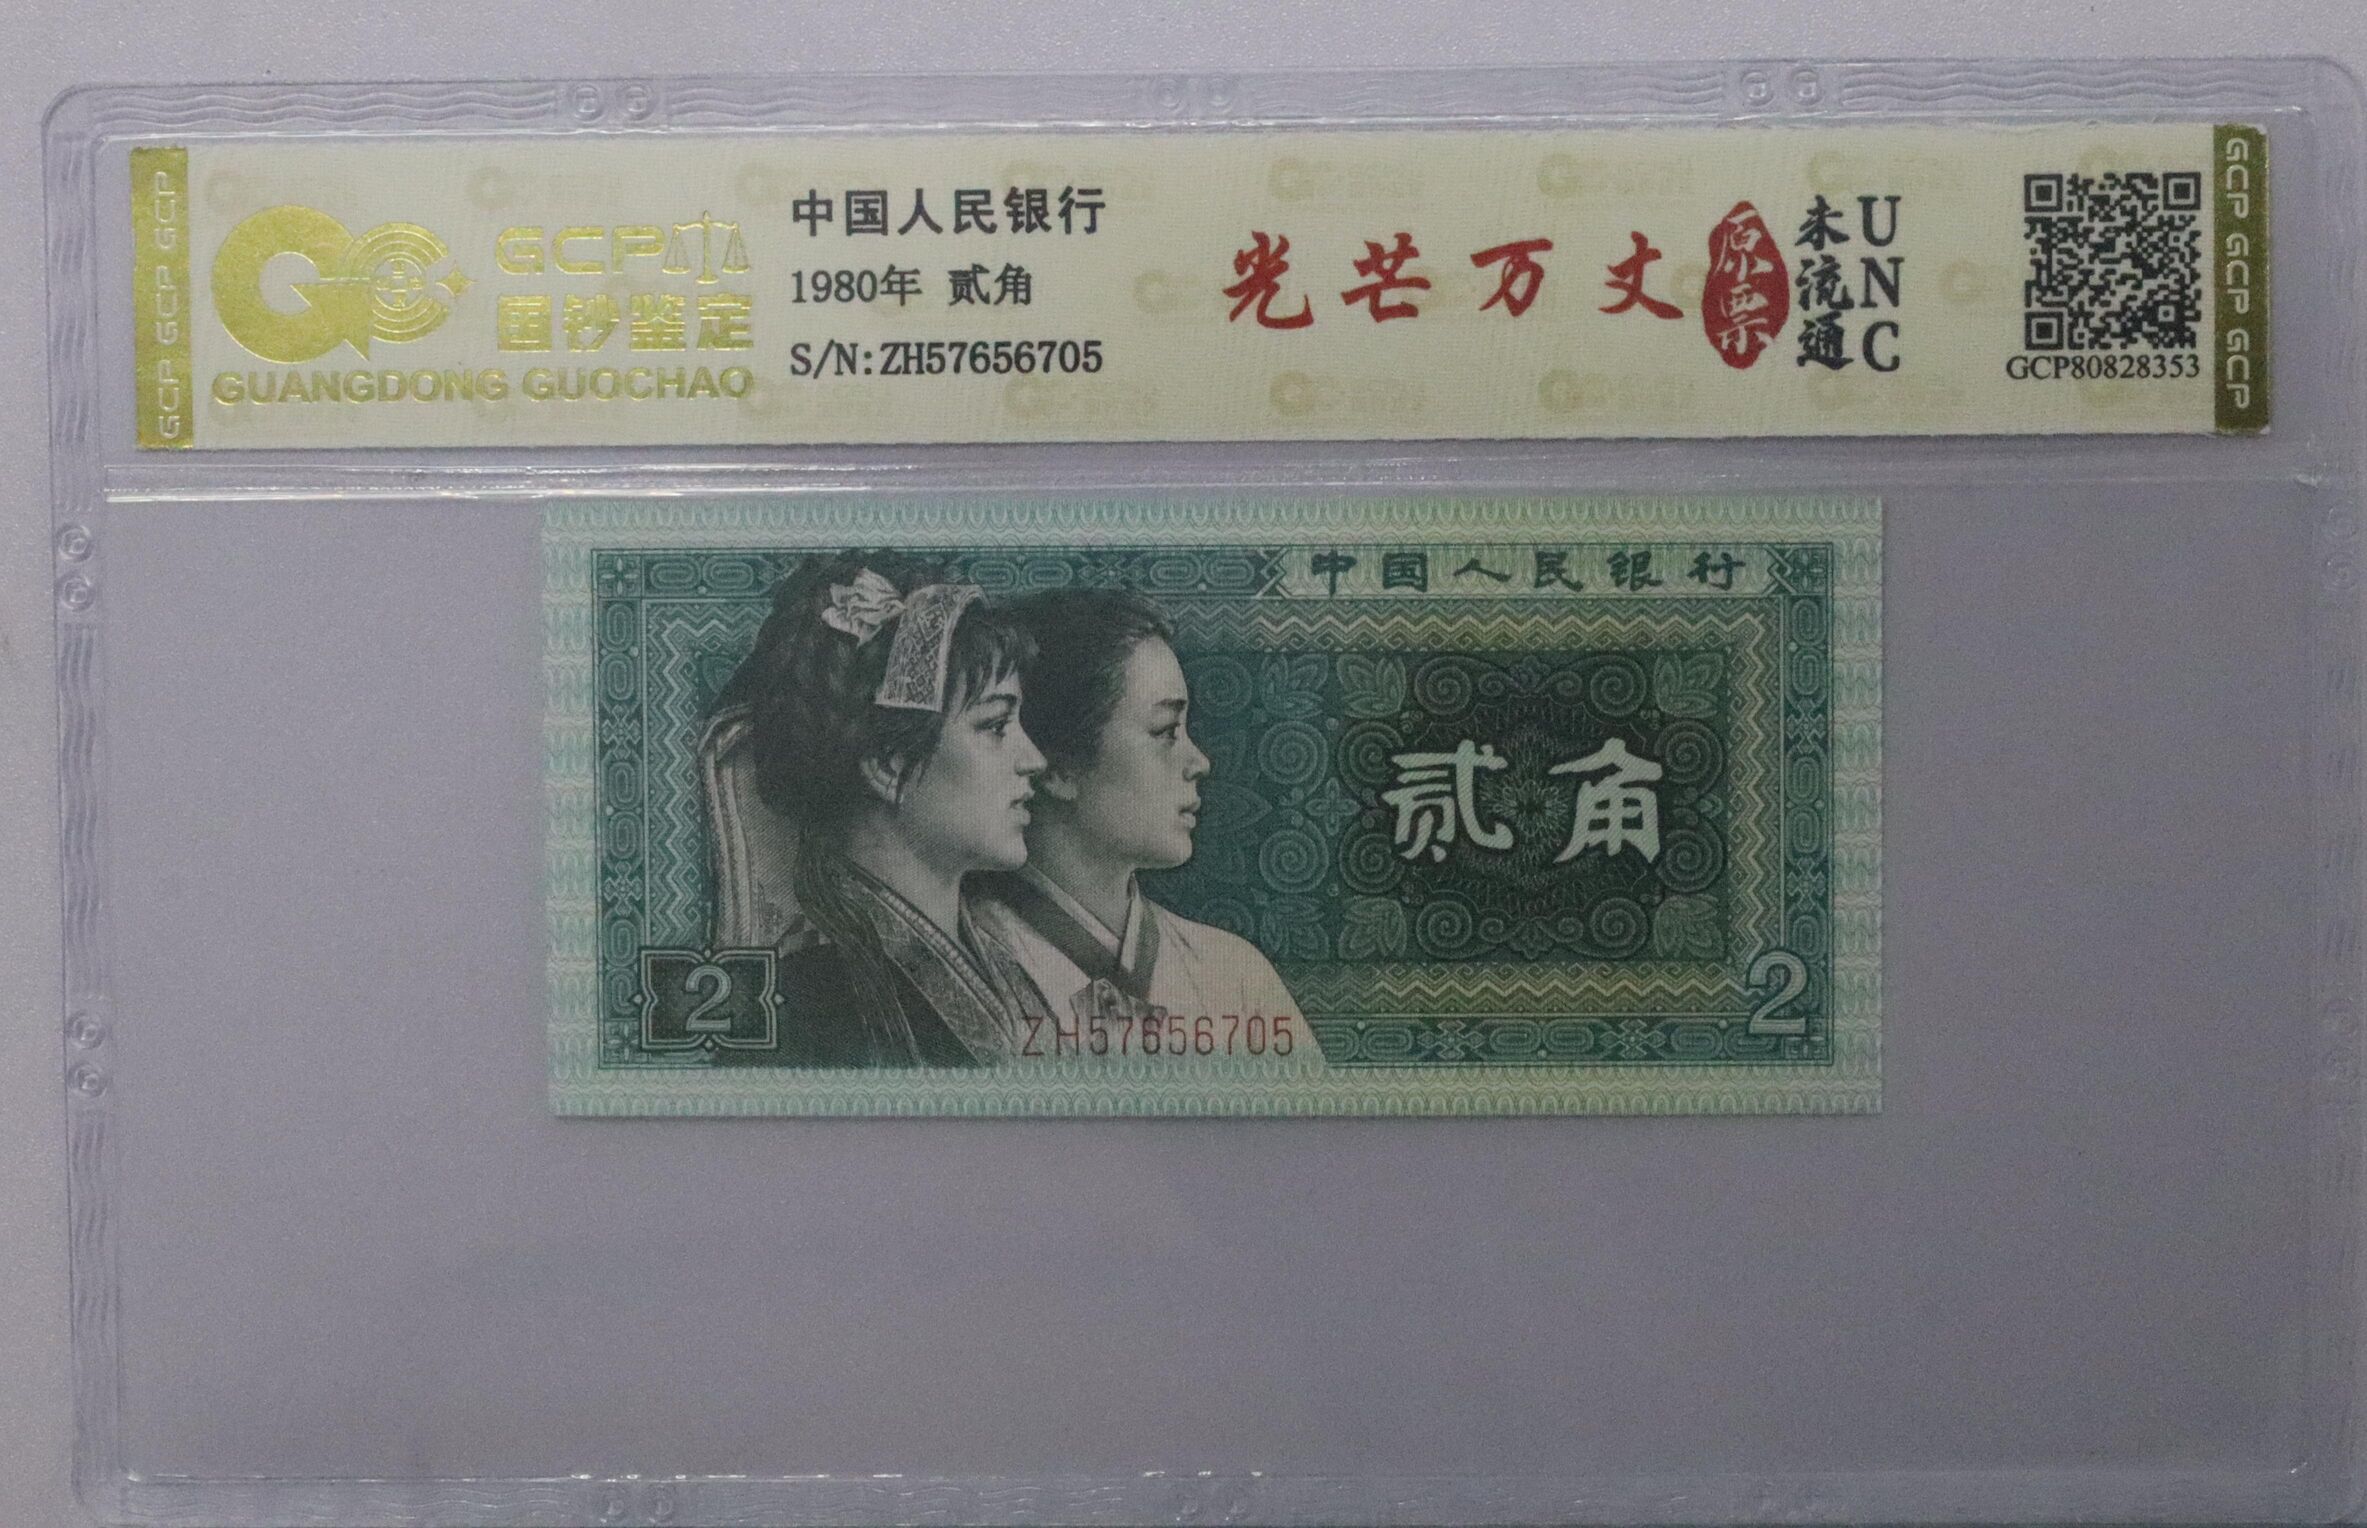 GCP GCP GCP
GCP
国钞鉴定
GUANGDONG GUOCHAO
中国人民银行
1980年 贰角
S/N:ZH57656705
光芒万丈
原票
未流通
UNC
GCP80828353
GCP GCP GCP
中国人民银行
贰角
2
2
ZH57656705